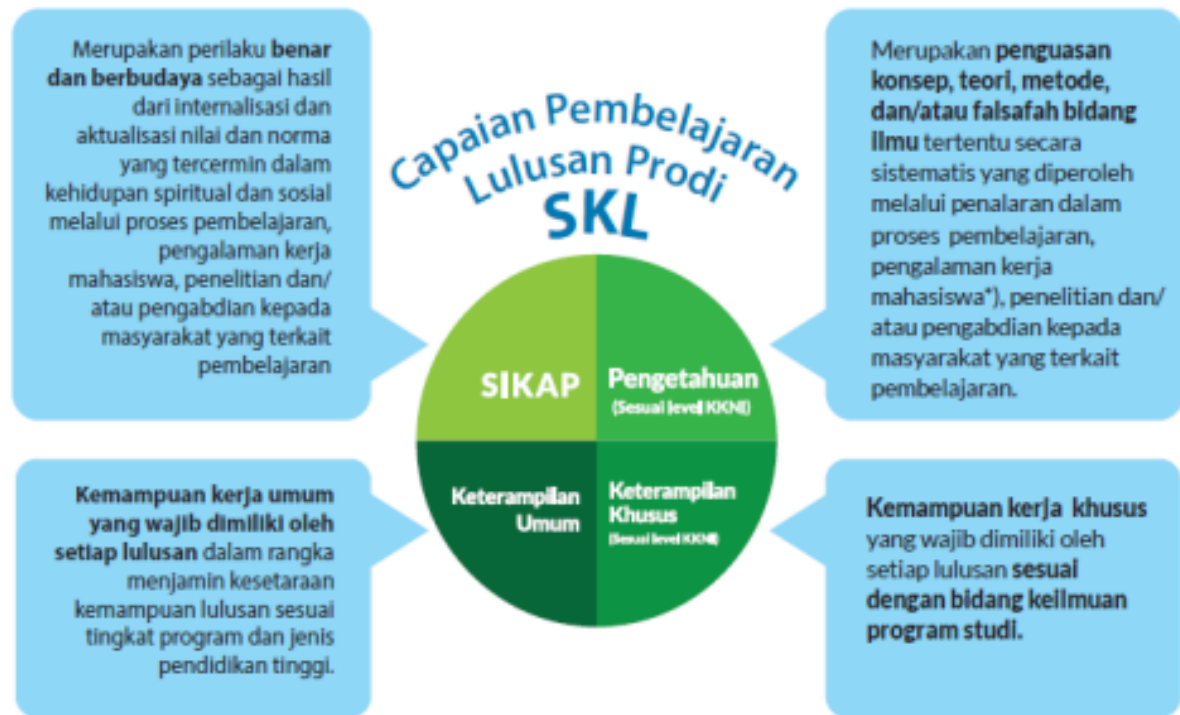 Merupakan perilaku benar
dan berbudaya sebagai hasil
dari internalisasi dan
aktualisasi nilai dan norma
yang tercermin dalam
kehidupan spiritual dan sosial
melalui proses pembelajaran,
pengalaman kerja
mahasiswa, penelitian dan/
atau pengabdian kepada
masyarakat yang terkait
pembelajaran
Capaian Pembelajaran
Lulusan Prodi
SKL
Merupakan penguasan
konsep, teori, metode,
dan/atau falsafah bidang
ilmu tertentu secara
sistematis yang diperoleh
melalui penalaran dalam
proses pembelajaran,
pengalaman kerja
mahasiswa*), penelitian dan/
atau pengabdian kepada
masyarakat yang terkait
pembelajaran.
SIKAP
Pengetahuan
(Sesuai level KKNI)
Keterampilan
Umum
Keterampilan
Khusus
(Sesuai level KKNI)
Kemampuan kerja umum
yang wajib dimiliki oleh
setiap lulusan dalam rangka
menjamin kesetaraan
kemampuan lulusan sesuai
tingkat program dan jenis
pendidikan tinggi.
Kemampuan kerja khusus
yang wajib dimiliki oleh
setiap lulusan sesuai
dengan bidang keilmuan
program studi.